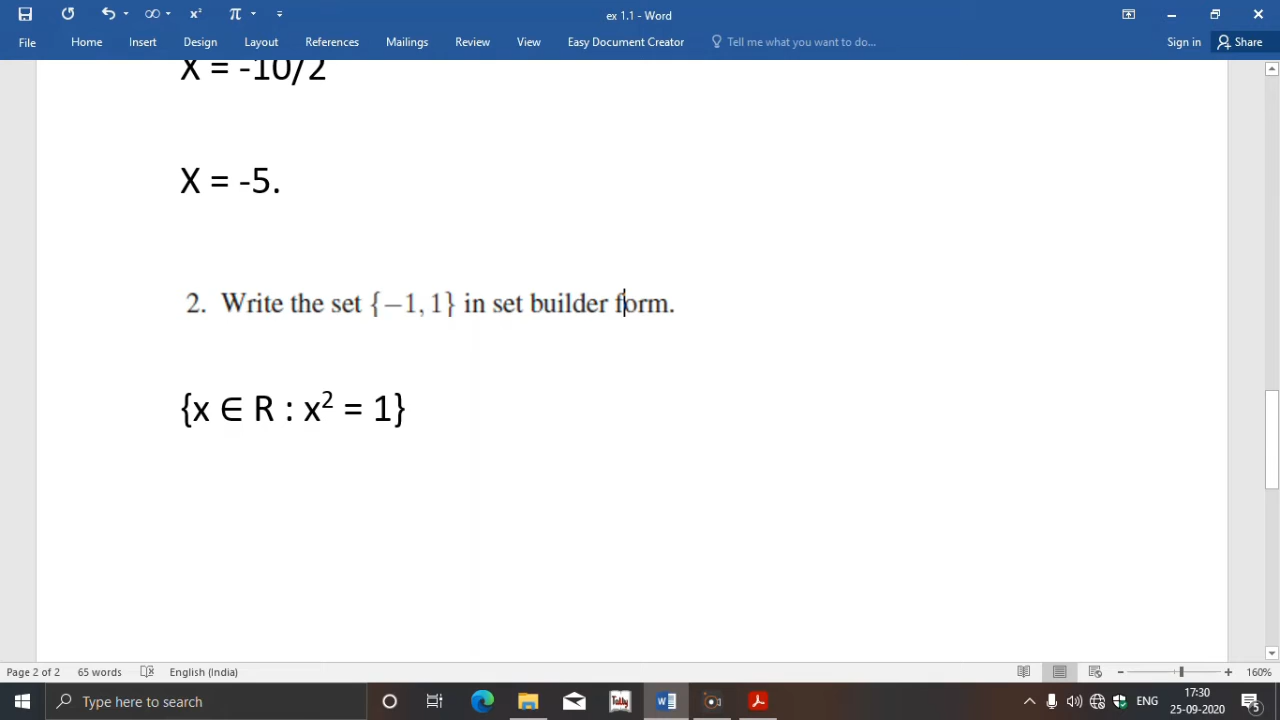 ex 1.1 - Word
File Home Insert Design Layout References Mailings Review View Easy Document Creator Tell me what you want to do... Sign in Share
X = -10/2
X = -5.
2. Write the set {−1, 1} in set builder form.
{x ∈ R : x² = 1}
Page 2 of 2 65 words English (India) 160%
Type here to search Tally ENG 17:30
25-09-2020 5